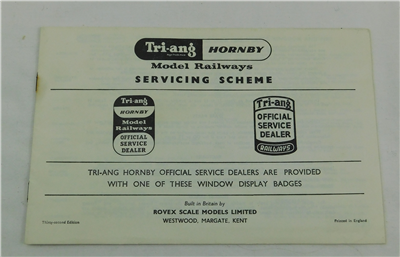 Tri-ang HORNBY
Model Railways
SERVICING SCHEME
Tri-ang
HORNBY
Model
Railways
OFFICIAL
SERVICE
DEALER
Tri-ang
OFFICIAL
SERVICE
DEALER
RAILWAYS
TRI-ANG HORNBY OFFICIAL SERVICE DEALERS ARE PROVIDED
WITH ONE OF THESE WINDOW DISPLAY BADGES
Built in Britain by
ROVEX SCALE MODELS LIMITED
WESTWOOD, MARGATE, KENT
Edition
Printed in England